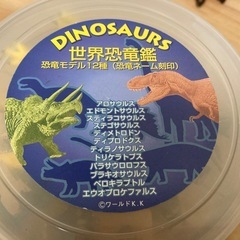 DINOSAURS
世界恐竜鑑
恐竜モデル12種（恐竜ネーム刻印）
アロサウルス
エドモントサウルス
スティラコサウルス
ステゴサウルス
ディメトロドン
ディプロドクス
ティラノサウルス
トリケラトプス
パラサウロロフス
ブラキオサウルス
ベロキラプトル
エウオプロケファルス
©ワールドK.K.